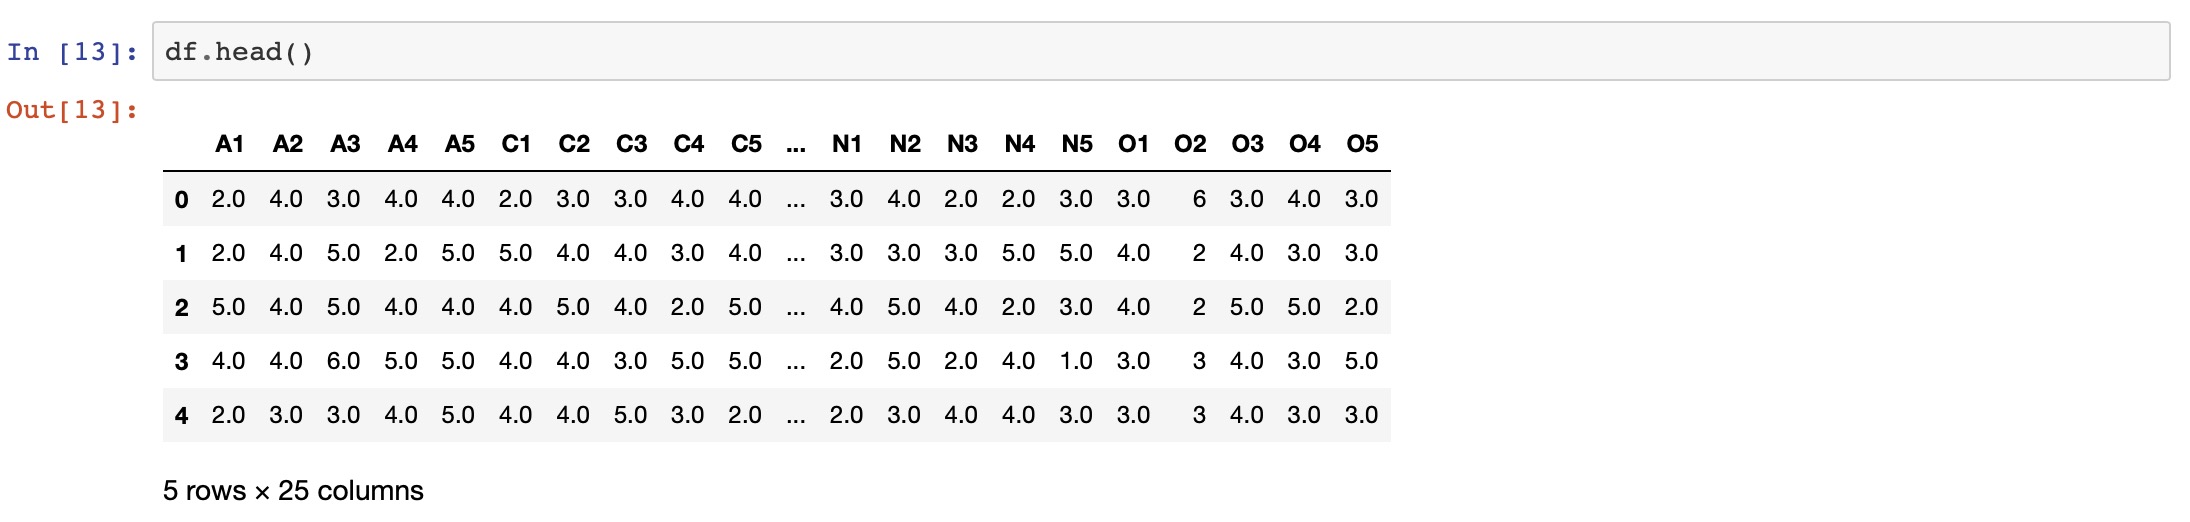 In [13]: df.head()
Out[13]:
A1 A2 A3 A4 A5 C1 C2 C3 C4 C5 ... N1 N2 N3 N4 N5 O1 O2 O3 O4 O5
0 2.0 4.0 3.0 4.0 4.0 2.0 3.0 3.0 4.0 4.0 ... 3.0 4.0 2.0 2.0 3.0 3.0 6 3.0 4.0 3.0
1 2.0 4.0 5.0 2.0 5.0 5.0 4.0 4.0 3.0 4.0 ... 3.0 3.0 3.0 5.0 5.0 4.0 2 4.0 3.0 3.0
2 5.0 4.0 5.0 4.0 4.0 4.0 5.0 4.0 2.0 5.0 ... 4.0 5.0 4.0 2.0 3.0 4.0 2 5.0 5.0 2.0
3 4.0 4.0 6.0 5.0 5.0 4.0 4.0 3.0 5.0 5.0 ... 2.0 5.0 2.0 4.0 1.0 3.0 3 4.0 3.0 5.0
4 2.0 3.0 3.0 4.0 5.0 4.0 4.0 5.0 3.0 2.0 ... 2.0 3.0 4.0 4.0 3.0 3.0 3 4.0 3.0 3.0
5 rows × 25 columns